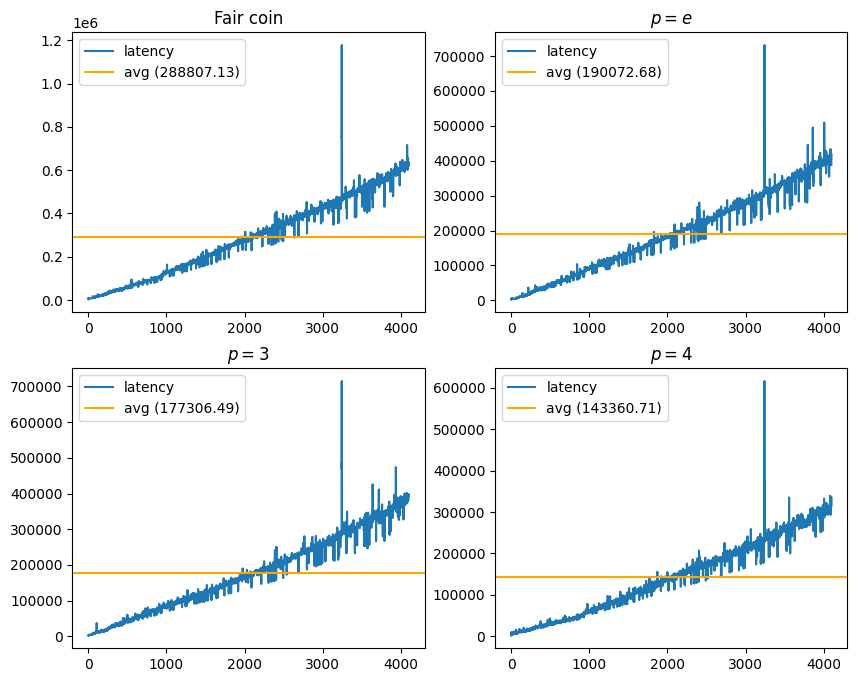 Fair coin
1e6
latency
avg (288807.13)
1.2
1.0
0.8
0.6
0.4
0.2
0.0
0 1000 2000 3000 4000
p = e
latency
avg (190072.68)
700000
600000
500000
400000
300000
200000
100000
0
0 1000 2000 3000 4000
p = 3
latency
avg (177306.49)
700000
600000
500000
400000
300000
200000
100000
0
0 1000 2000 3000 4000
p = 4
latency
avg (143360.71)
600000
500000
400000
300000
200000
100000
0
0 1000 2000 3000 4000